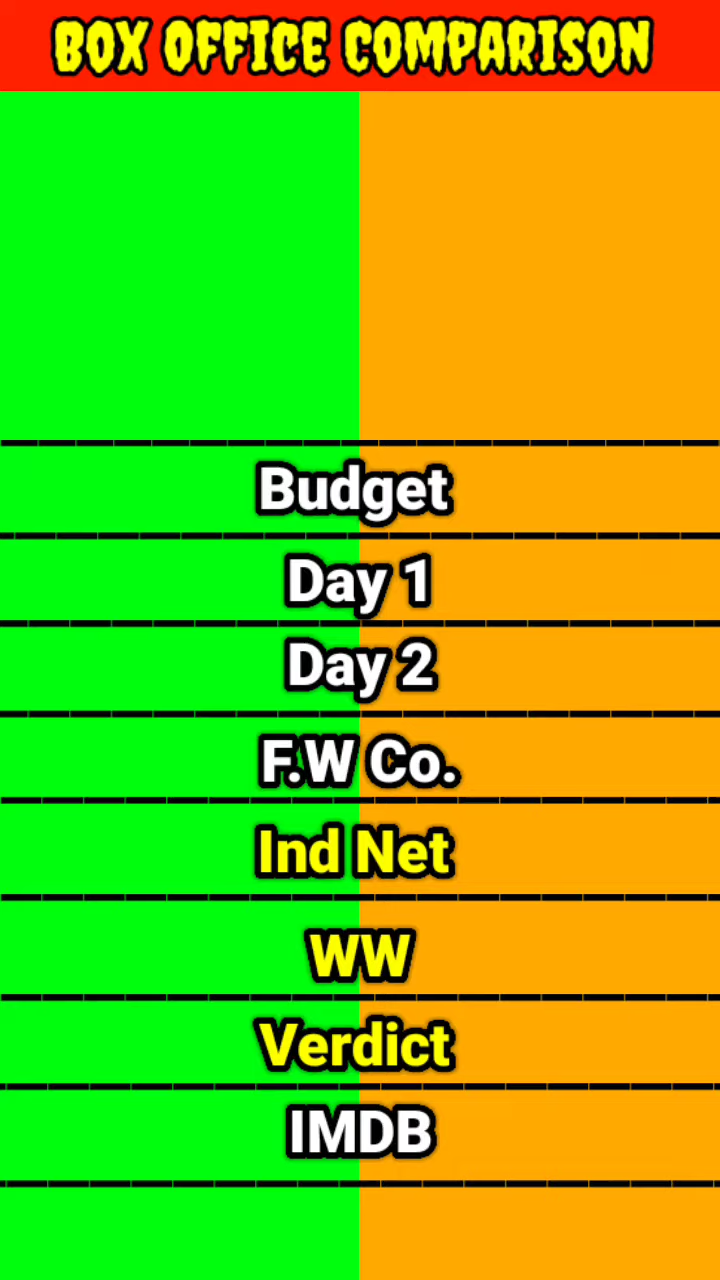 BOX OFFICE COMPARISON
Budget
Day 1
Day 2
F.W Co.
Ind Net
WW
Verdict
IMDB